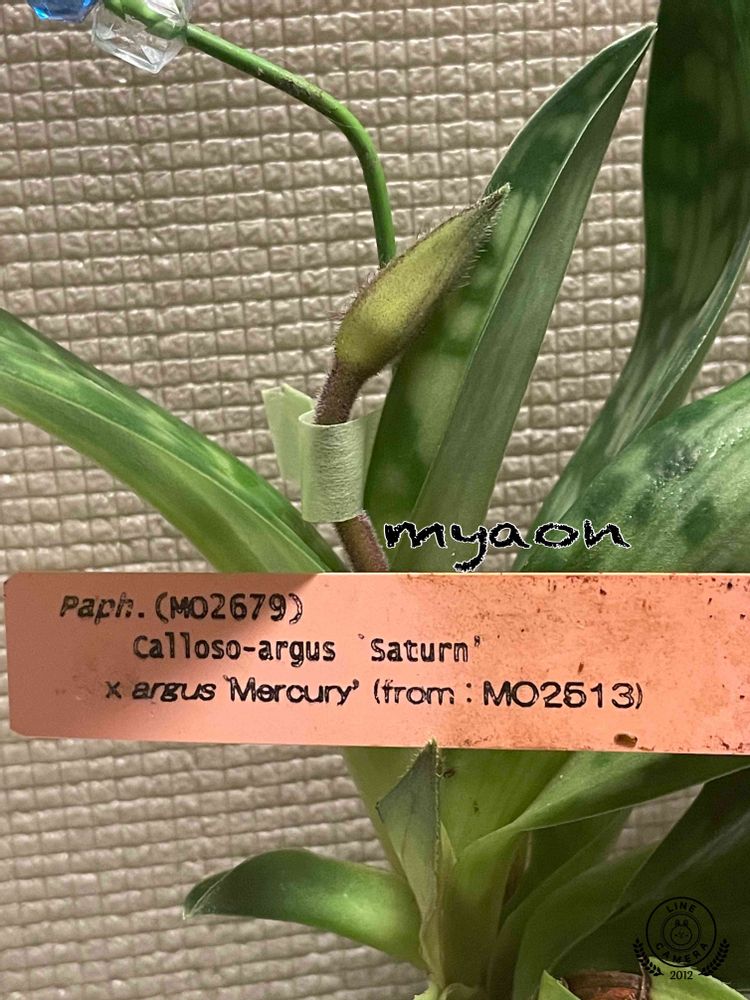 myaon
Paph. (MO2679)
Calloso-argus 'Saturn'
x argus 'Mercury' (from : MO2513)
LINE
CAMERA
2012